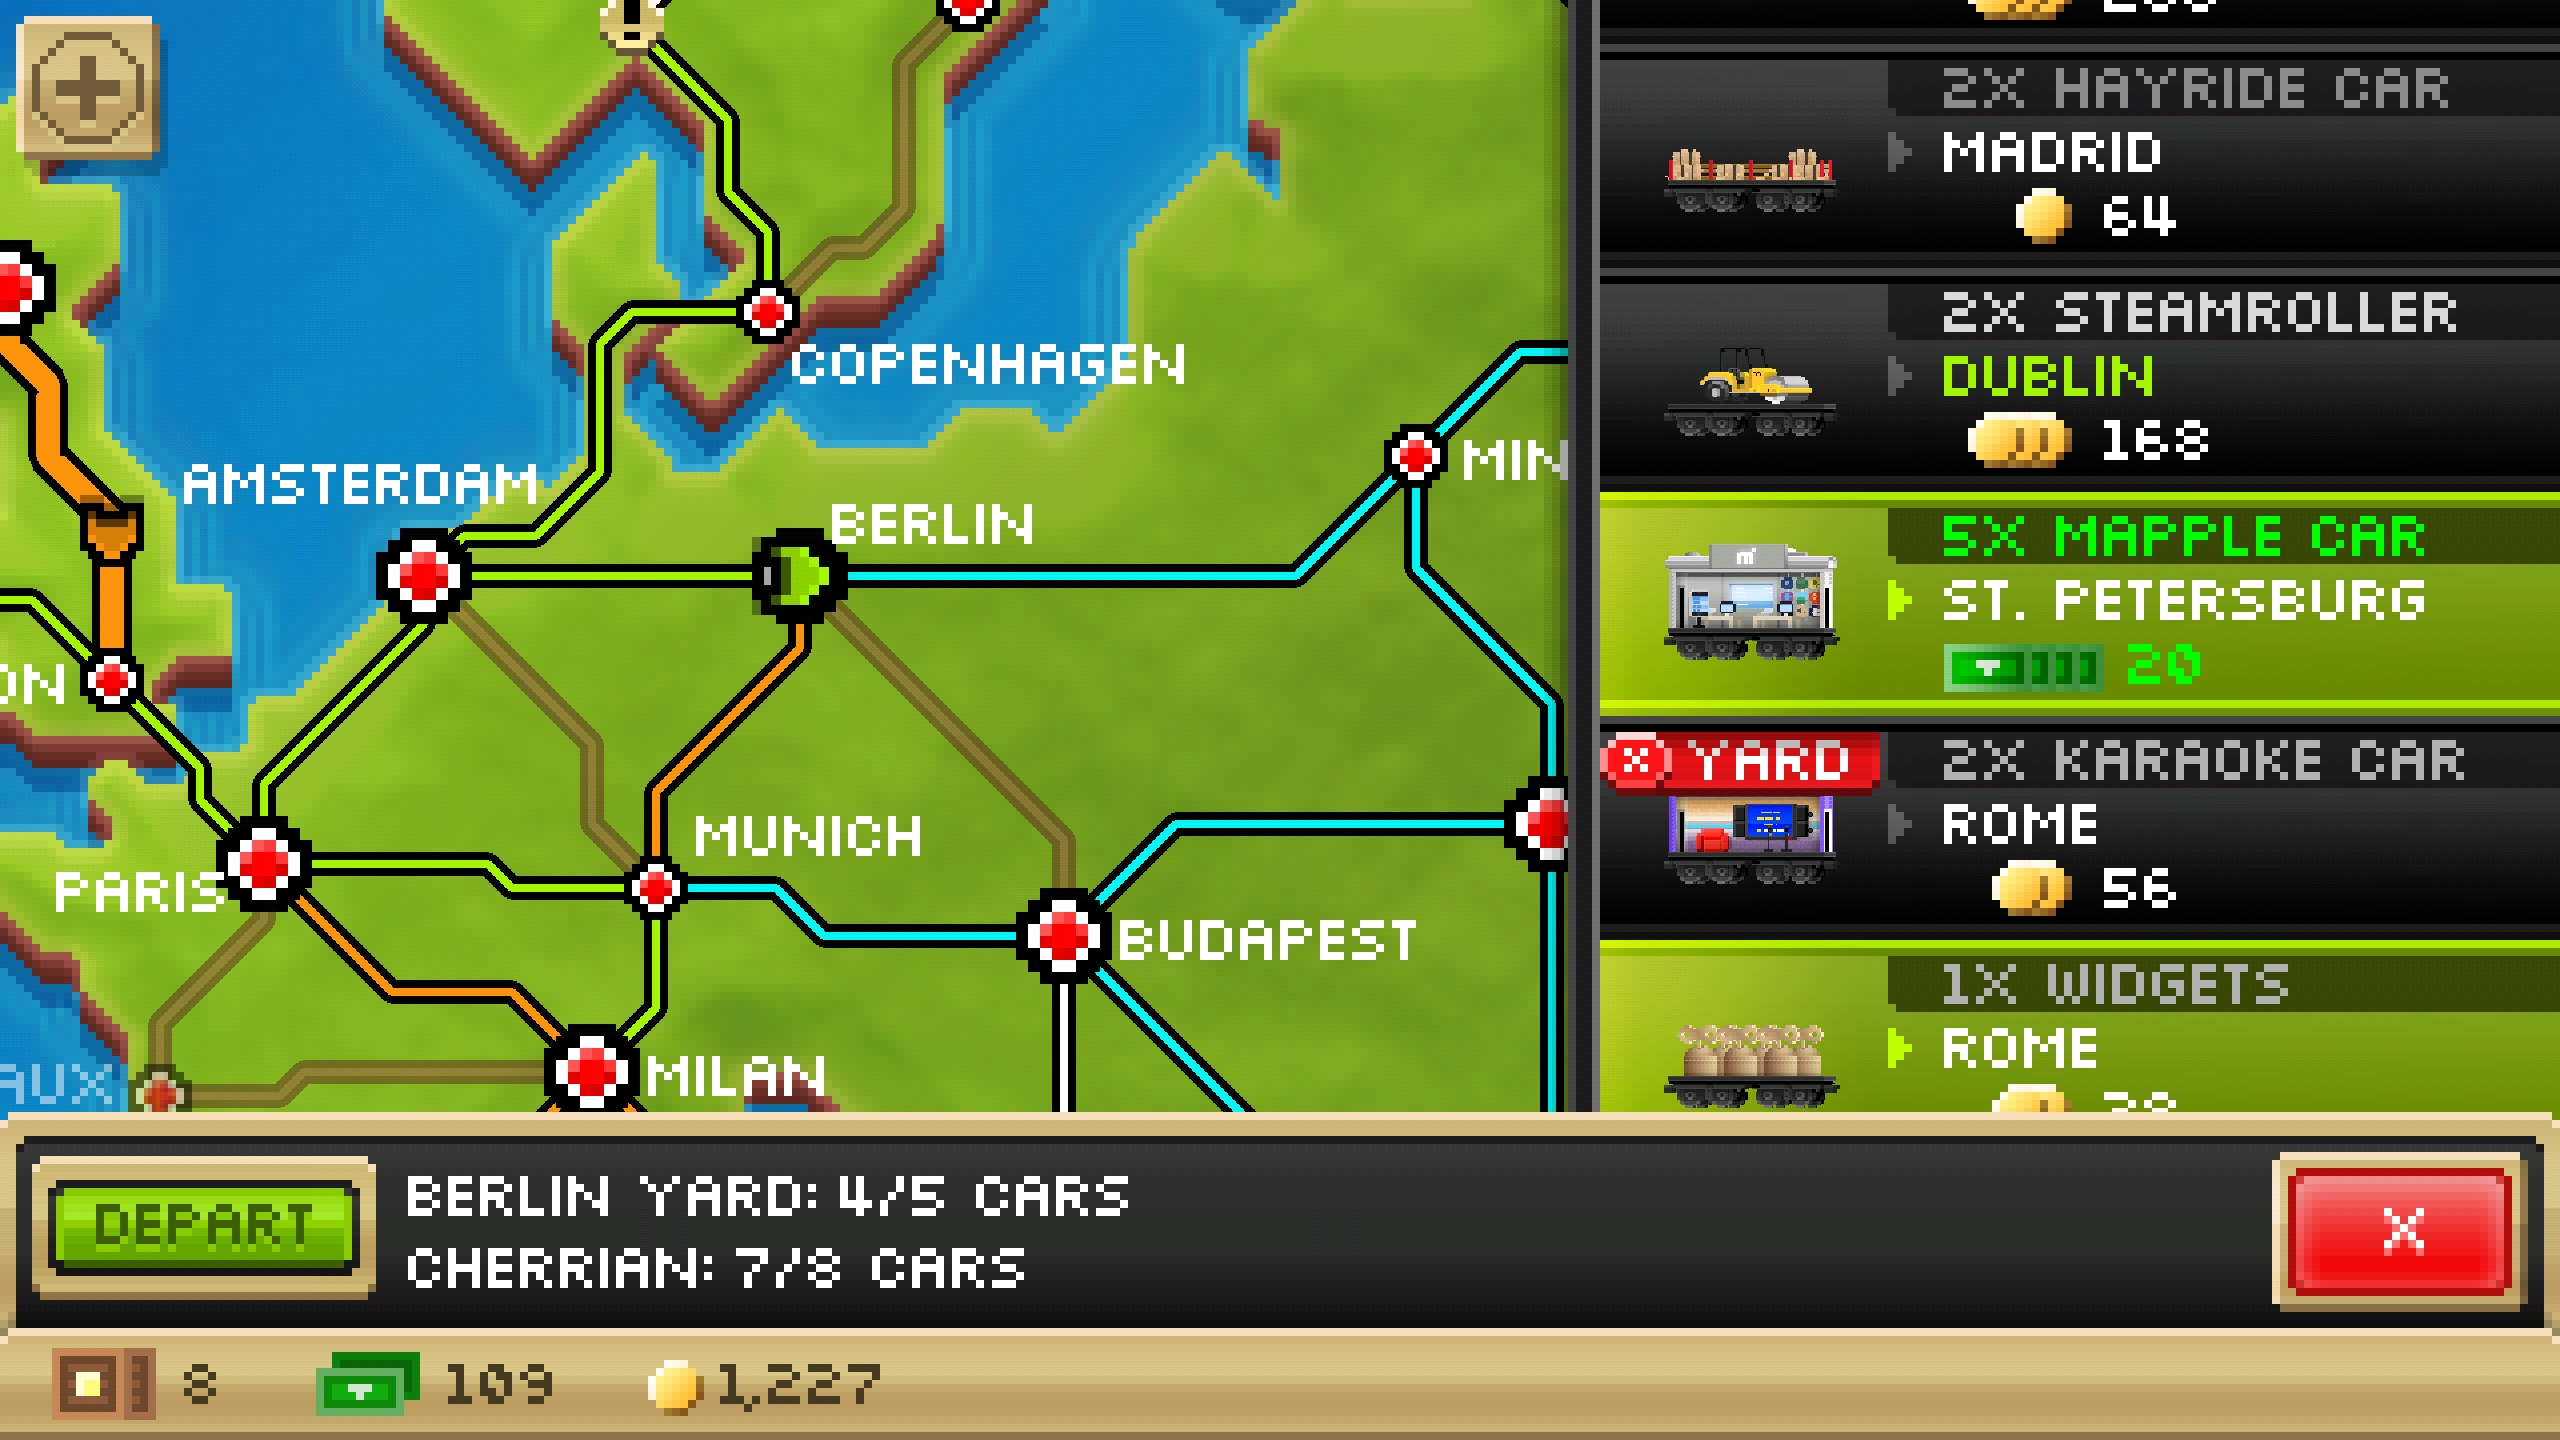 COPENHAGEN
AMSTERDAM
BERLIN
MIN
ON
MUNICH
PARIS
BUDAPEST
AUX
MILAN
2X HAYRIDE CAR
MADRID
64
2X STEAMROLLER
DUBLIN
168
5X MAPPLE CAR
m
ST. PETERSBURG
20
X YARD
2X KARAOKE CAR
ROME
56
1X WIDGETS
ROME
DEPART
BERLIN YARD: 4/5 CARS
CHERRIAN: 7/8 CARS
X
8
109
1,227